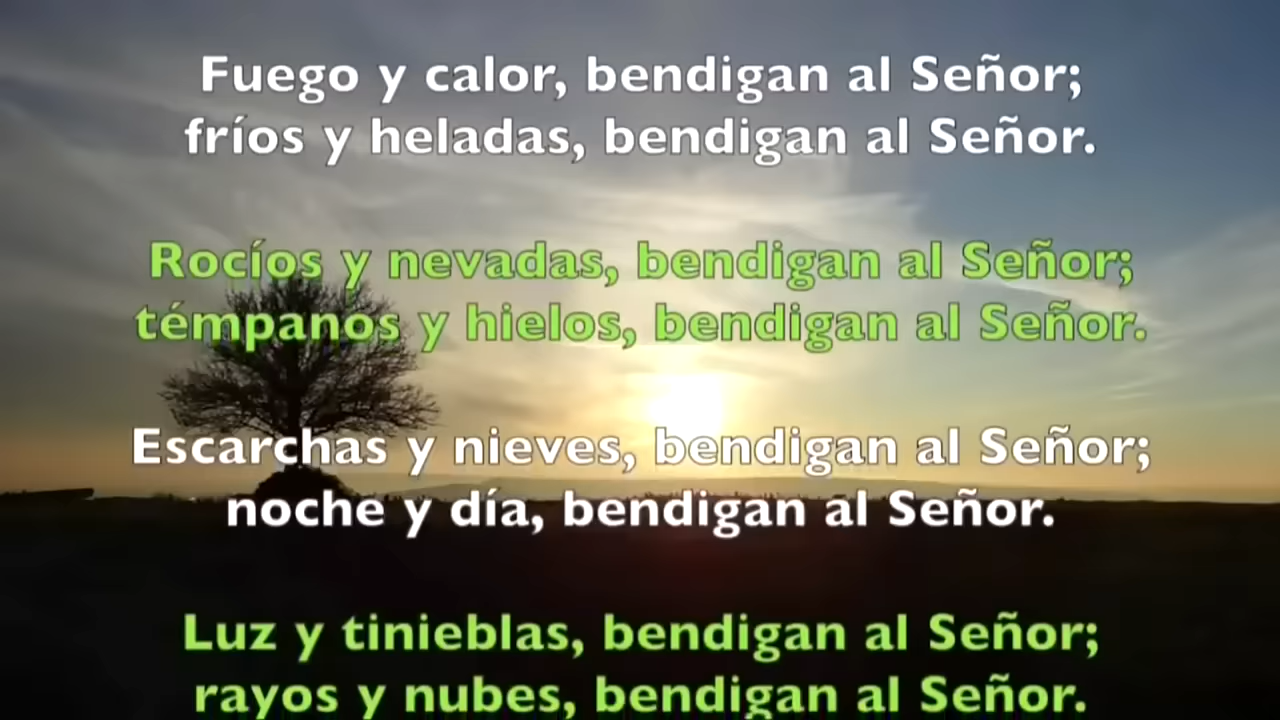 Fuego y calor, bendigan al Señor;
fríos y heladas, bendigan al Señor.
Rocíos y nevadas, bendigan al Señor;
témpanos y hielos, bendigan al Señor.
Escarchas y nieves, bendigan al Señor;
noche y día, bendigan al Señor.
Luz y tinieblas, bendigan al Señor;
rayos y nubes, bendigan al Señor.